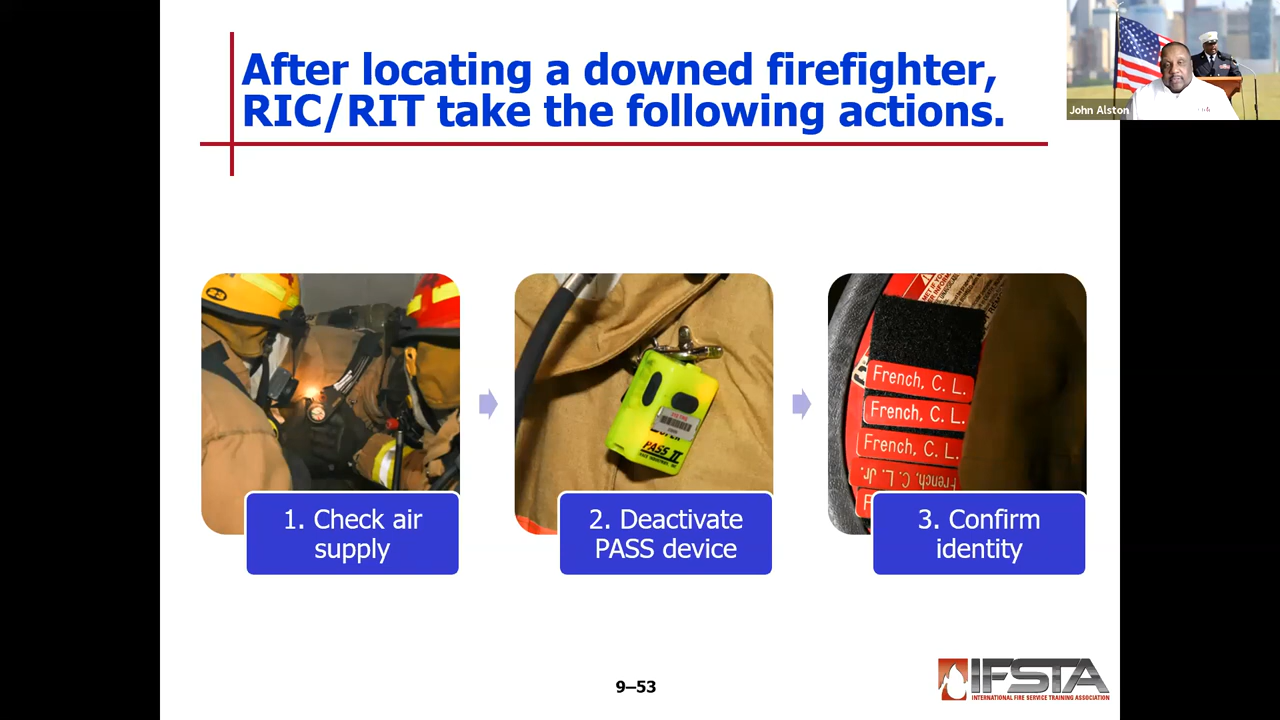 After locating a downed firefighter,
RIC/RIT take the following actions.
John Alston
23
PASS II
French, C. L.
French, C. L.
French, C. L.
French, C. L. Jr.
1. Check air
supply
2. Deactivate
PASS device
3. Confirm
identity
9–53
IFSTA
INTERNATIONAL FIRE SERVICE TRAINING ASSOCIATION